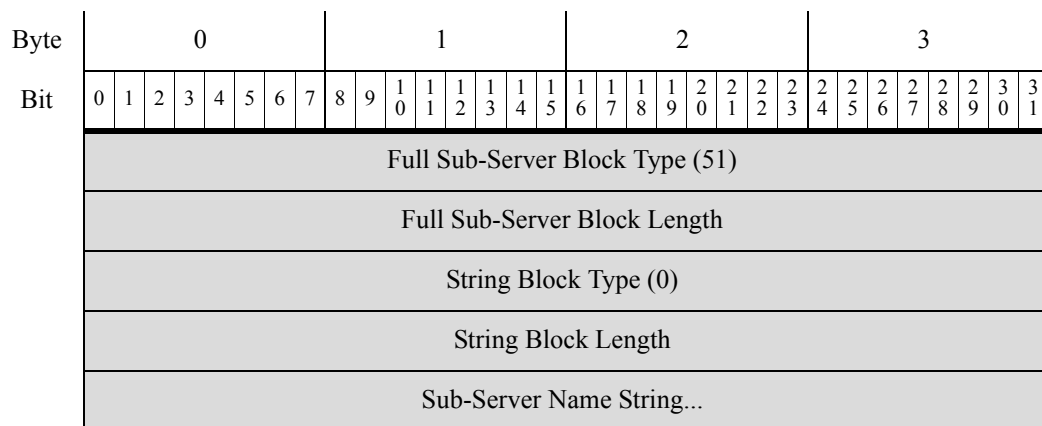 Byte 0 1 2 3
Bit 0 1 2 3 4 5 6 7 8 9 10 11 12 13 14 15 16 17 18 19 20 21 22 23 24 25 26 27 28 29 30 31
Full Sub-Server Block Type (51)
Full Sub-Server Block Length
String Block Type (0)
String Block Length
Sub-Server Name String...